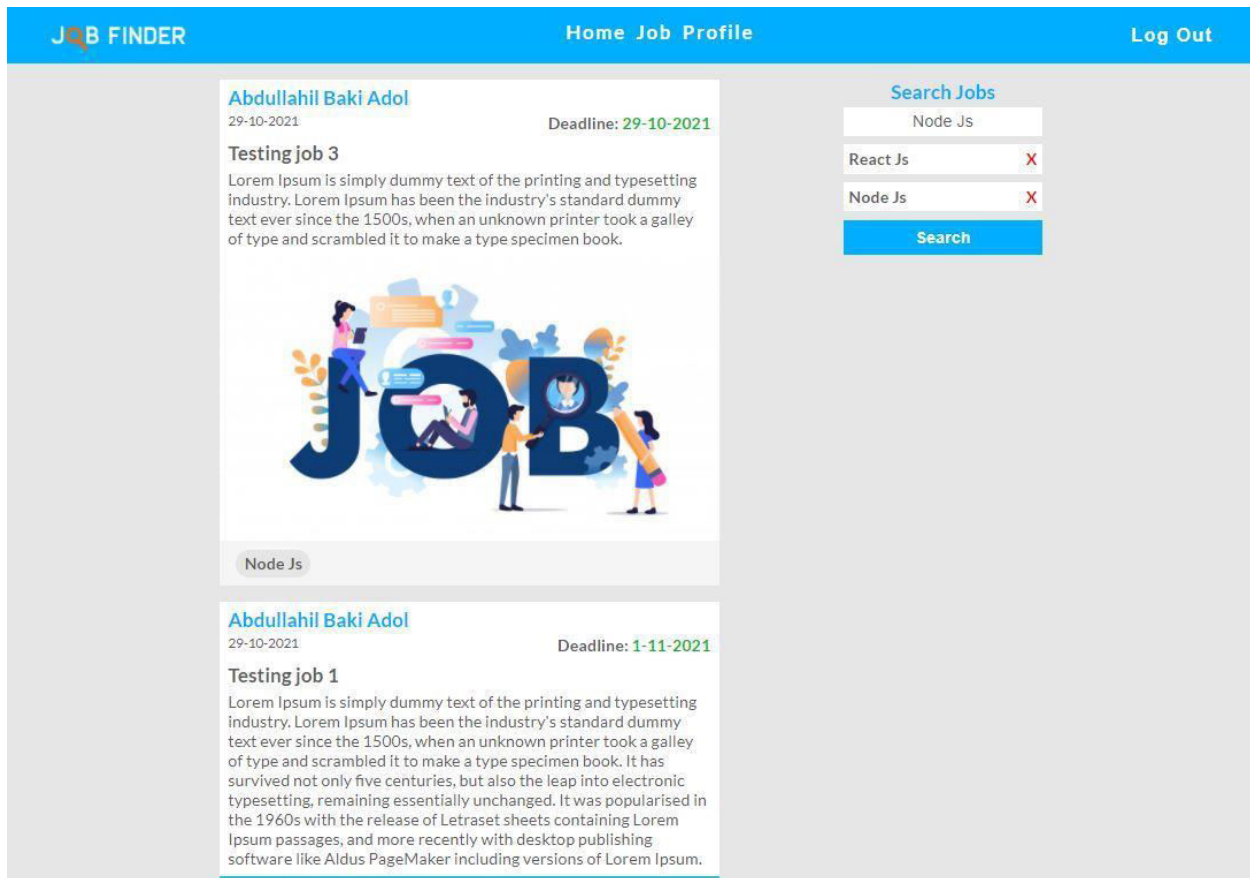 JOB FINDER
Home Job Profile
Log Out
Abdullahil Baki Adol
29-10-2021
Deadline: 29-10-2021
Testing job 3
Lorem Ipsum is simply dummy text of the printing and typesetting
industry. Lorem Ipsum has been the industry's standard dummy
text ever since the 1500s, when an unknown printer took a galley
of type and scrambled it to make a type specimen book.
JOB
Node Js
Abdullahil Baki Adol
29-10-2021
Deadline: 1-11-2021
Testing job 1
Lorem Ipsum is simply dummy text of the printing and typesetting
industry. Lorem Ipsum has been the industry's standard dummy
text ever since the 1500s, when an unknown printer took a galley
of type and scrambled it to make a type specimen book. It has
survived not only five centuries, but also the leap into electronic
typesetting, remaining essentially unchanged. It was popularised in
the 1960s with the release of Letraset sheets containing Lorem
Ipsum passages, and more recently with desktop publishing
software like Aldus PageMaker including versions of Lorem Ipsum.
Search Jobs
Node Js
React Js X
Node Js X
Search